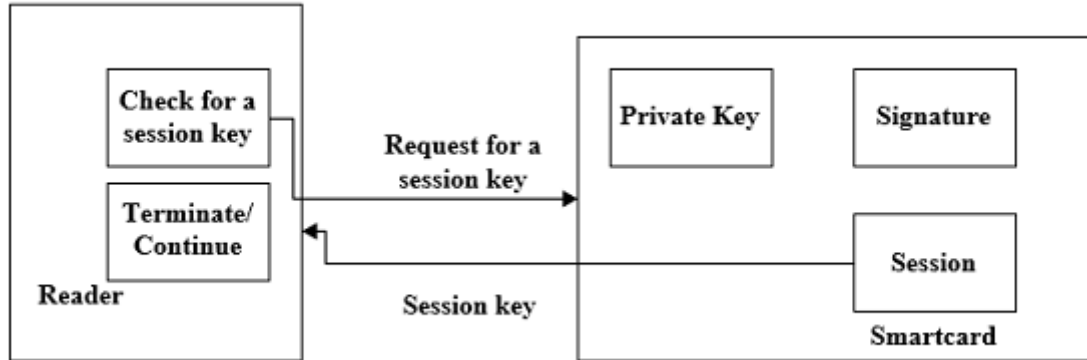 Check for a
session key
Terminate/
Continue
Reader
Request for a
session key
Session key
Private Key
Signature
Session
Smartcard